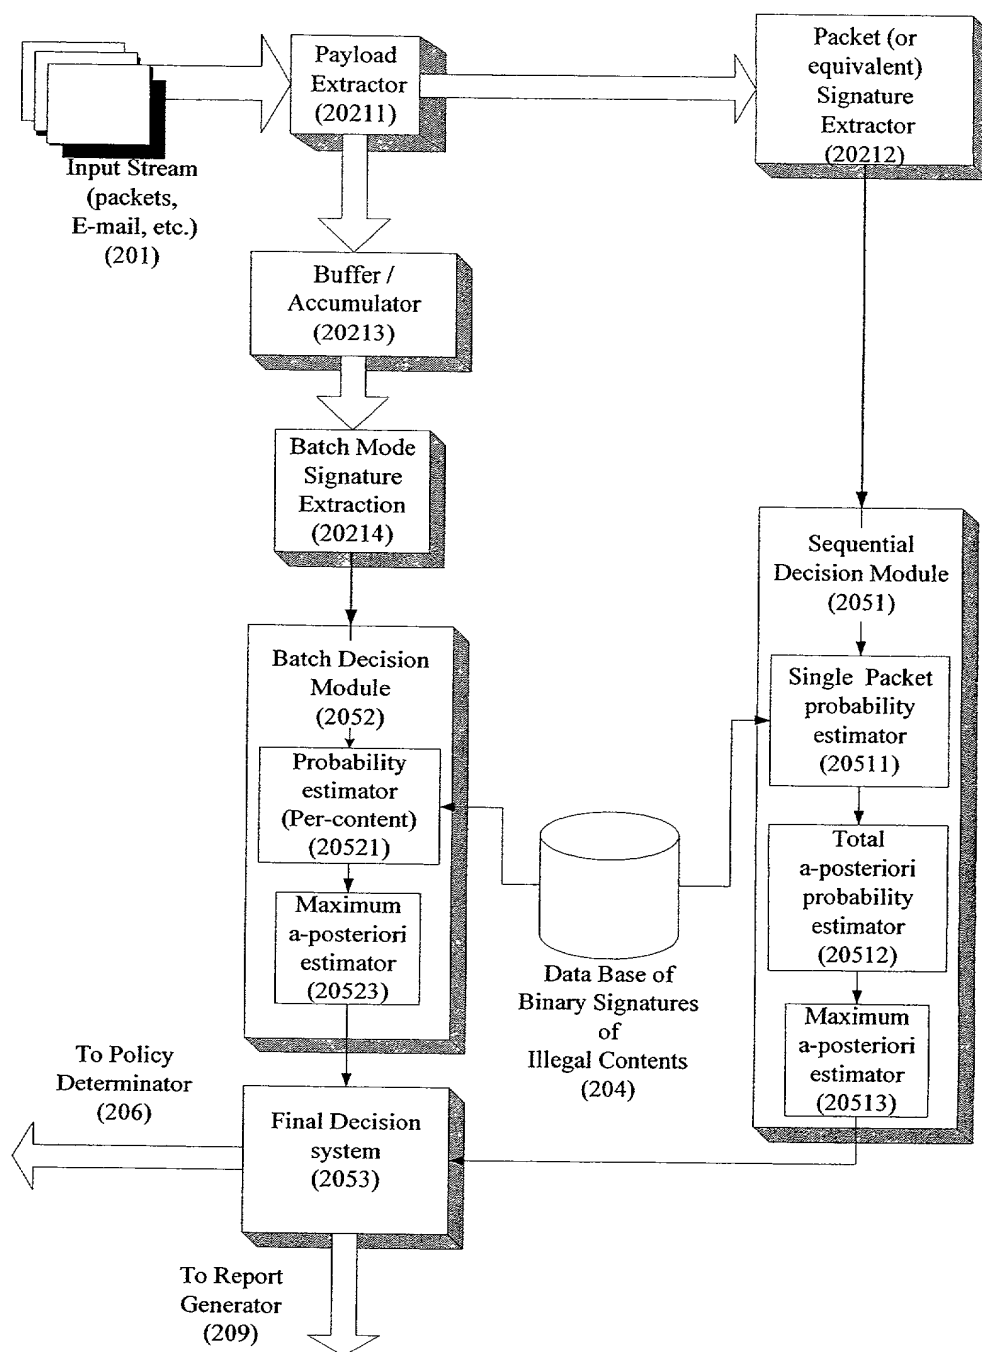 Payload
Extractor
(20211)
Packet (or
equivalent)
Signature
Extractor
(20212)
Input Stream
(packets,
E-mail, etc.)
(201)
Buffer /
Accumulator
(20213)
Batch Mode
Signature
Extraction
(20214)
Sequential
Decision Module
(2051)
Single Packet
probability
estimator
(20511)
Total
a-posteriori
probability
estimator
(20512)
Maximum
a-posteriori
estimator
(20513)
Batch Decision
Module
(2052)
Probability
estimator
(Per-content)
(20521)
Maximum
a-posteriori
estimator
(20523)
Data Base of
Binary Signatures
of
Illegal Contents
(204)
To Policy
Determinator
(206)
Final Decision
system
(2053)
To Report
Generator
(209)